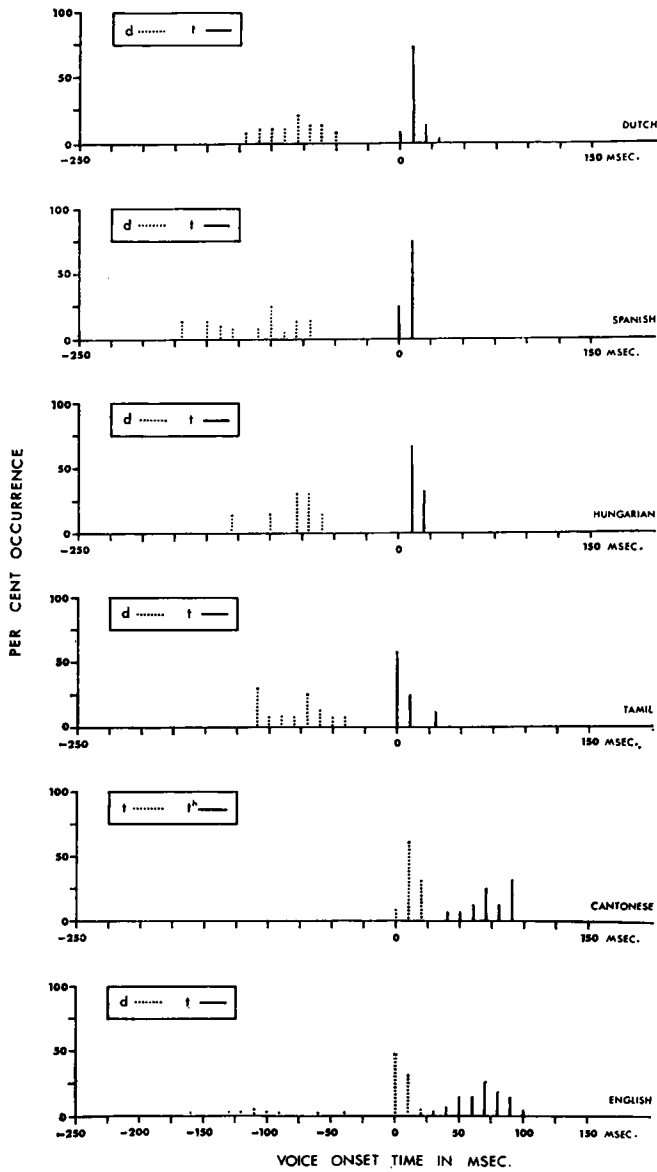 100
d ........ t ——
50
0
-250 0 150 MSEC.
DUTCH
100
d ........ t ——
50
0
-250 0 150 MSEC.
SPANISH
100
d ........ t ——
50
0
-250 0 150 MSEC.
HUNGARIAN
100
d ........ t ——
50
0
-250 0 150 MSEC.
TAMIL
100
t ........ tʰ ——
50
0
-250 0 150 MSEC.
CANTONESE
100
d ........ t ——
50
0
-250 -200 -150 -100 -50 0 50 100 150 MSEC.
ENGLISH
PER CENT OCCURRENCE
VOICE ONSET TIME IN MSEC.